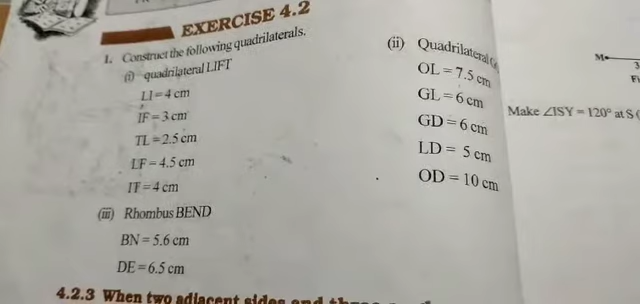 EXERCISE 4.2
1. Construct the following quadrilaterals.
(i) quadrilateral LIFT
LI = 4 cm
IF = 3 cm
TL = 2.5 cm
LF = 4.5 cm
IT = 4 cm
(ii) Quadrilateral
OL = 7.5 cm
GL = 6 cm
GD = 6 cm
LD = 5 cm
OD = 10 cm
(iii) Rhombus BEND
BN = 5.6 cm
DE = 6.5 cm
4.2.3 When two adjacent sides and
M
3
Make ∠ISY = 120° at S